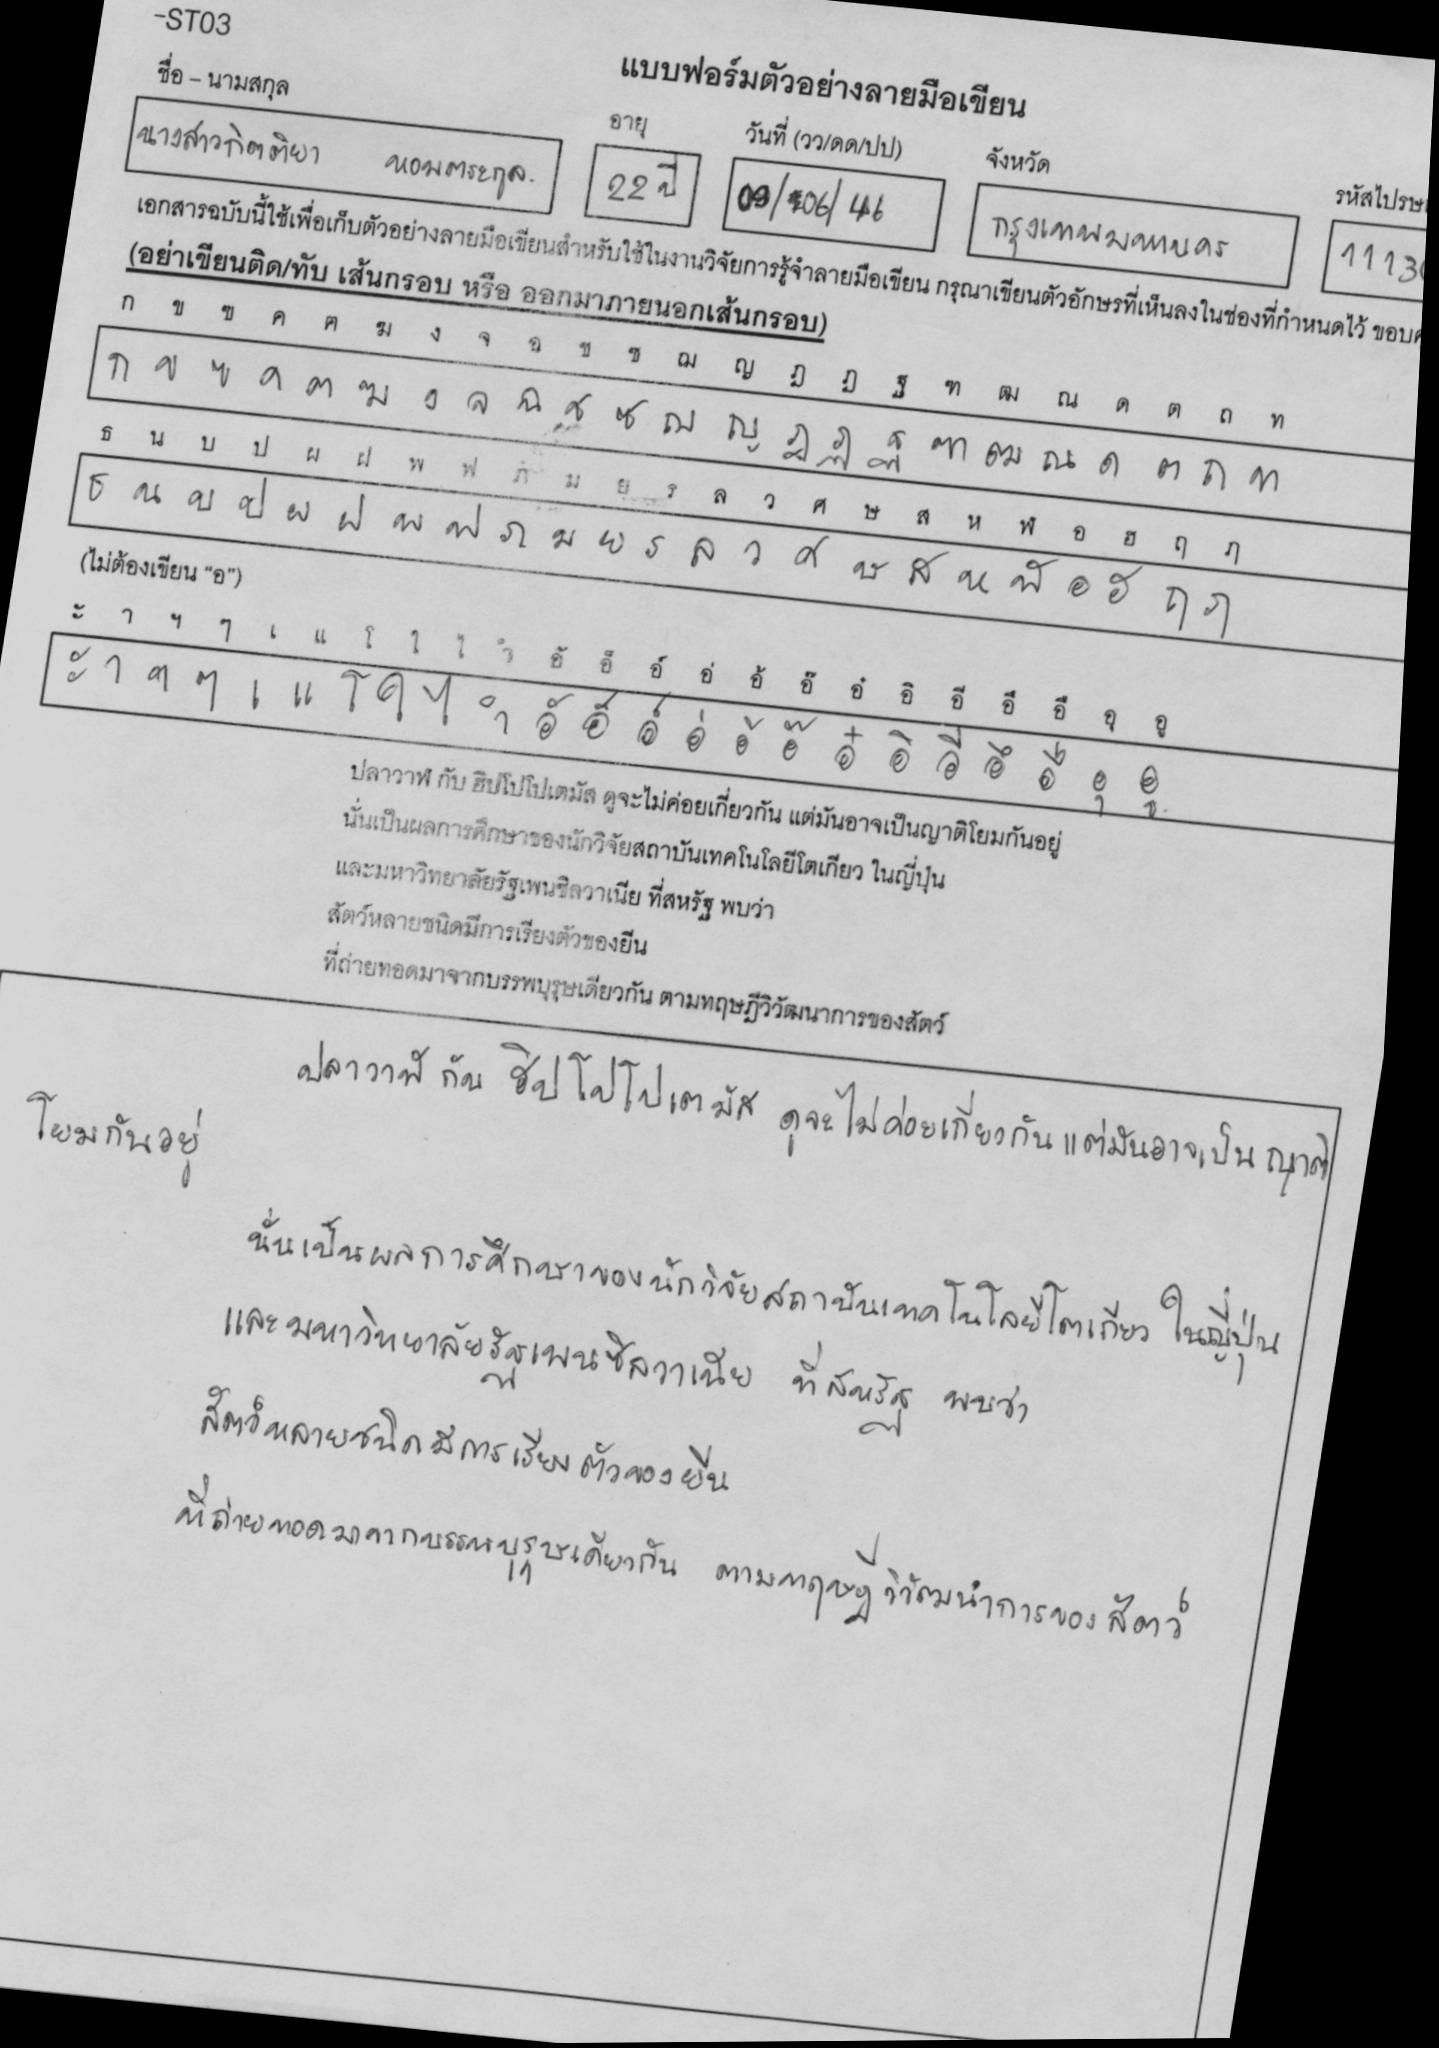 -ST03
แบบฟอร์มตัวอย่างลายมือเขียน
ชื่อ – นามสกุล อายุ วันที่ (วว/ดด/ปป) จังหวัด
นางสาวกิตติยา หอมตระกูล. 22 ปี 09/06/46 กรุงเทพมหานคร
เอกสารฉบับนี้ใช้เพื่อเก็บตัวอย่างลายมือเขียนสำหรับใช้ในงานวิจัยการรู้จำลายมือเขียน กรุณาเขียนตัวอักษรที่เห็นลงในช่องที่กำหนดไว้
(อย่าเขียนติด/ทับ เส้นกรอบ หรือ ออกมาภายนอกเส้นกรอบ)
ก ข ฃ ค ฅ ฆ ง จ ฉ ช ซ ฌ ญ ฎ ฏ ฐ ฑ ฒ ณ ด ต ถ ท
ก ข ฃ ค ฅ ฆ ง จ ฉ ช ซ ฌ ญ ฎ ฏ ฐ ฑ ฒ ณ ด ต ถ ท
ธ น บ ป ผ ฝ พ ฟ ภ ม ย ร ล ว ศ ษ ส ห ฬ อ ฮ ฤ ฦ
ธ น บ ป ผ ฝ พ ฟ ภ ม ย ร ล ว ศ ษ ส ห ฬ อ ฮ ฤ ฦ
(ไม่ต้องเขียน "อ")
ะ า ฯ ๆ เ แ โ ใ ไ ำ อั อ็ อ์ อ่ อ้ อ๊ อ๋ อิ อี อึ อื อุ อู
ะ า ฯ ๆ เ แ โ ใ ไ ำ อั อ็ อ์ อ่ อ้ อ๊ อ๋ อิ อี อึ อื อุ อู
ปลาวาฬ กับ ฮิปโปโปเตมัส ดูจะไม่ค่อยเกี่ยวกัน แต่มันอาจเป็นญาติโยมกันอยู่
นั่นเป็นผลการศึกษาของนักวิจัยสถาบันเทคโนโลยีโตเกียว ในญี่ปุ่น
และมหาวิทยาลัยรัฐเพนซิลวาเนีย ที่สหรัฐ พบว่า
สัตว์หลายชนิดมีการเรียงตัวของยีน
ที่ถ่ายทอดมาจากบรรพบุรุษเดียวกัน ตามทฤษฎีวิวัฒนาการของสัตว์
ปลาวาฬ กับ ฮิปโปโปเตมัส ดูจะไม่ค่อยเกี่ยวกัน แต่มันอาจเป็น ญาติ
โยมกันอยู่
นั่นเป็นผลการศึกษาของนักวิจัยสถาบันเทคโนโลยีโตเกียว ในญี่ปุ่น
และมหาวิทยาลัยรัฐเพนซิลวาเนีย ที่สหรัฐ พบว่า
สัตว์หลายชนิดมีการเรียงตัวของยีน
ที่ถ่ายทอดมาจากบรรพบุรุษเดียวกัน ตามทฤษฎีวิวัฒนาการของสัตว์